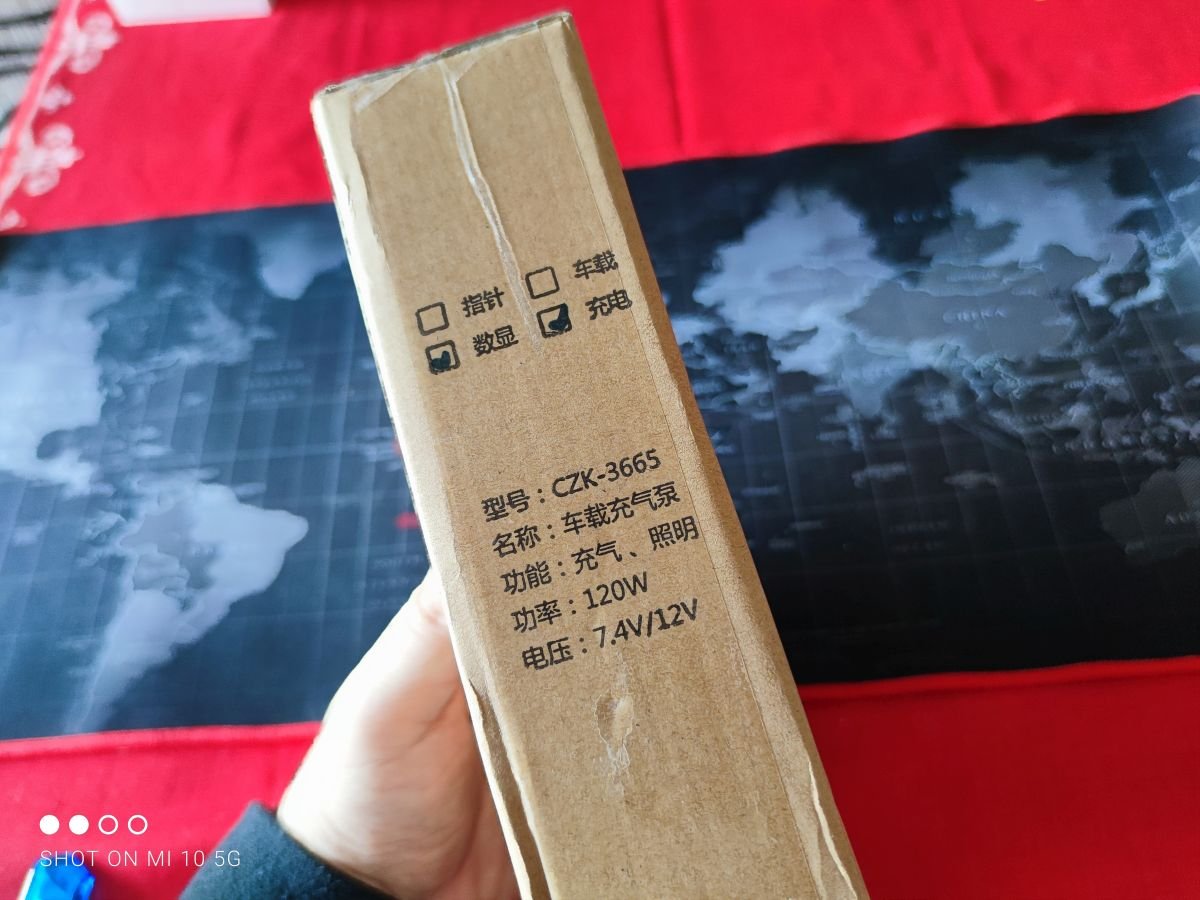 指针
车载
数显
充电
型号：CZK-3665
名称：车载充气泵
功能：充气、照明
功率：120W
电压：7.4V/12V
CHINA
SHOT ON MI 10 5G